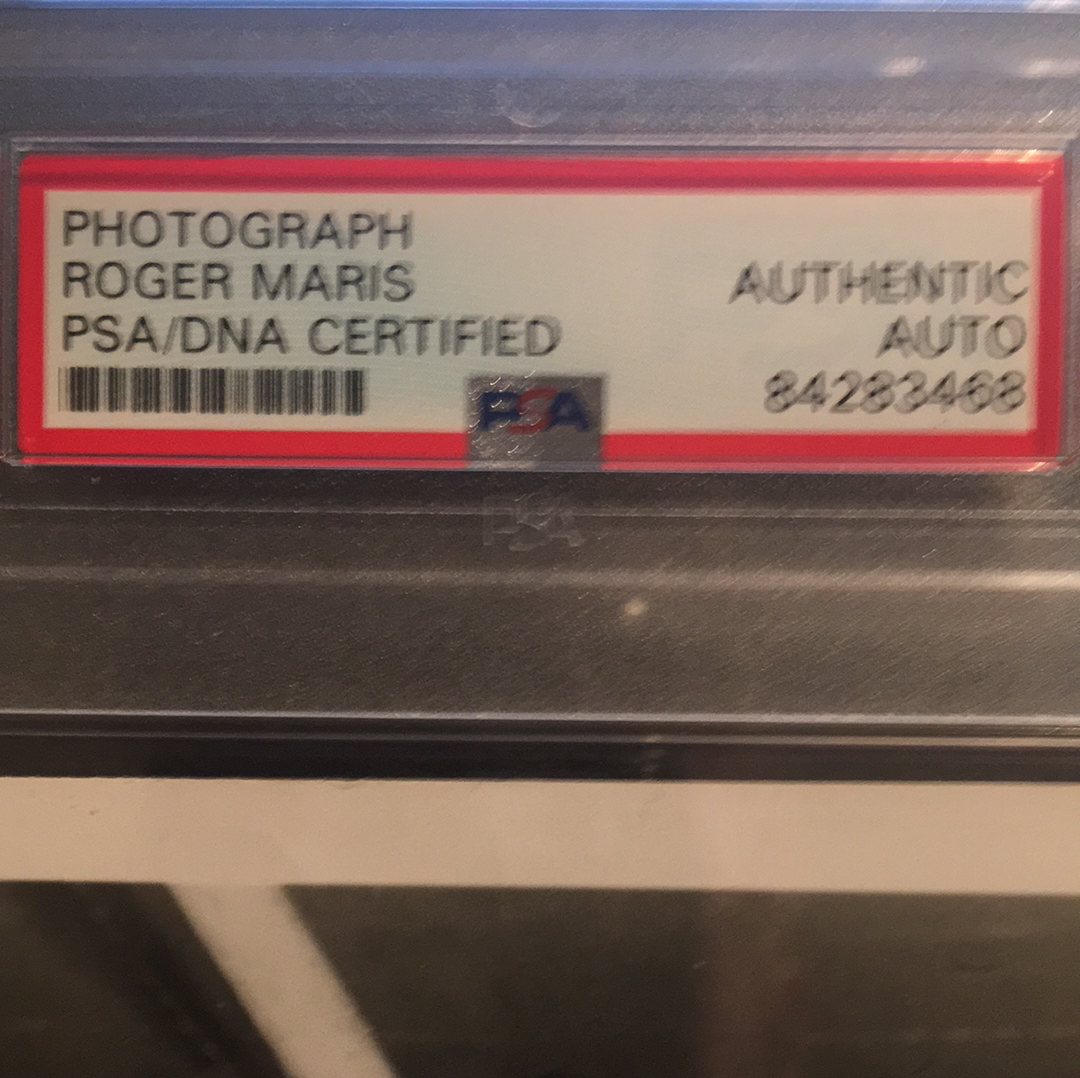 PHOTOGRAPH
ROGER MARIS
PSA/DNA CERTIFIED
AUTHENTIC
AUTO
84283468
PSA
PSA